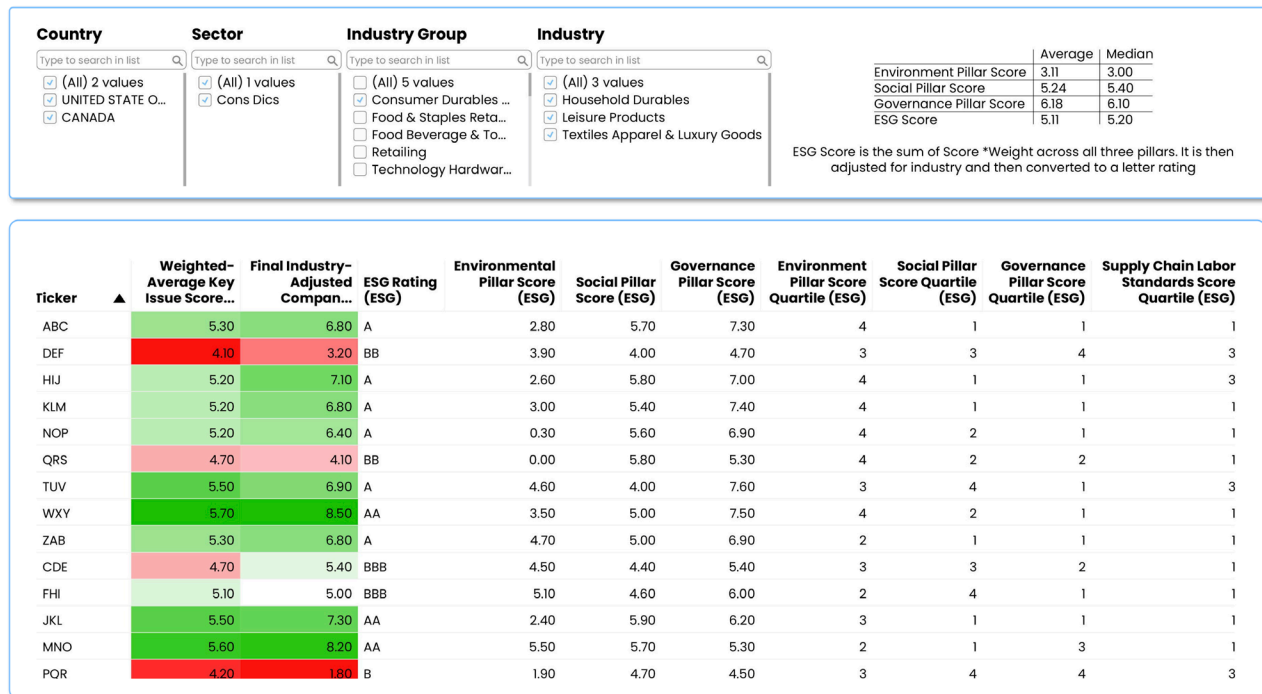 Country Sector Industry Group Industry
Type to search in list Type to search in list Type to search in list Type to search in list
(All) 2 values (All) 1 values (All) 5 values (All) 3 values
UNITED STATE O... Cons Dics Consumer Durables ... Household Durables
CANADA Food & Staples Reta... Leisure Products
Food Beverage & To... Textiles Apparel & Luxury Goods
Retailing
Technology Hardwar...
Average Median
Environment Pillar Score 3.11 3.00
Social Pillar Score 5.24 5.40
Governance Pillar Score 6.18 6.10
ESG Score 5.11 5.20
ESG Score is the sum of Score *Weight across all three pillars. It is then
adjusted for industry and then converted to a letter rating
Weighted- Final Industry- Environmental Governance Environment Social Pillar Governance Supply Chain Labor
Average Key Adjusted ESG Rating Pillar Score Social Pillar Pillar Score Pillar Score Score Quartile Pillar Score Standards Score
Ticker ▲ Issue Score... Compan... (ESG) (ESG) Score (ESG) (ESG) Quartile (ESG) (ESG) Quartile (ESG) Quartile (ESG)
ABC 5.30 6.80 A 2.80 5.70 7.30 4 1 1 1
DEF 4.10 3.20 BB 3.90 4.00 4.70 3 3 4 3
HIJ 5.20 7.10 A 2.60 5.80 7.00 4 1 1 3
KLM 5.20 6.80 A 3.00 5.40 7.40 4 1 1 1
NOP 5.20 6.40 A 0.30 5.60 6.90 4 2 1 1
QRS 4.70 4.10 BB 0.00 5.80 5.30 4 2 2 1
TUV 5.50 6.90 A 4.60 4.00 7.60 3 4 1 3
WXY 5.70 8.50 AA 3.50 5.00 7.50 4 2 1 1
ZAB 5.30 6.80 A 4.70 5.00 6.90 2 1 1 1
CDE 4.70 5.40 BBB 4.50 4.40 5.40 3 3 2 1
FHI 5.10 5.00 BBB 5.10 4.60 6.00 2 4 1 1
JKL 5.50 7.30 AA 2.40 5.90 6.20 3 1 1 1
MNO 5.60 8.20 AA 5.50 5.70 5.30 2 1 3 1
PQR 4.20 1.80 B 1.90 4.70 4.50 3 4 4 3